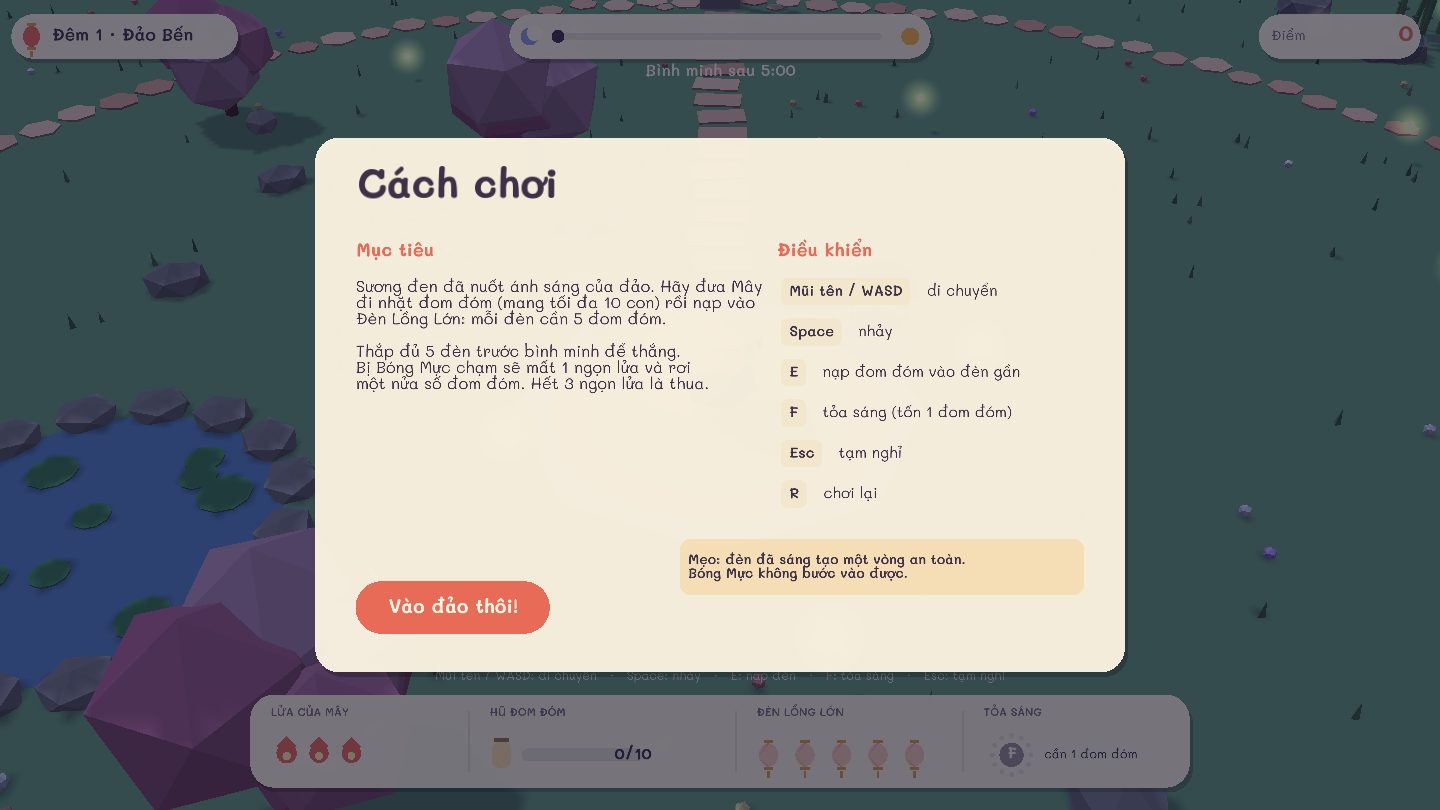 Đêm 1 · Đảo Bến
Bình minh sau 5:00
Điểm
0
Cách chơi
Mục tiêu
Sương đen đã nuốt ánh sáng của đảo. Hãy đưa Mây
đi nhặt đom đóm (mang tối đa 10 con) rồi nạp vào
Đèn Lồng Lớn: mỗi đèn cần 5 đom đóm.
Thắp đủ 5 đèn trước bình minh để thắng.
Bị Bóng Mực chạm sẽ mất 1 ngọn lửa và rơi
một nửa số đom đóm. Hết 3 ngọn lửa là thua.
Điều khiển
Mũi tên / WASD di chuyển
Space nhảy
E nạp đom đóm vào đèn gần
F tỏa sáng (tốn 1 đom đóm)
Esc tạm nghỉ
R chơi lại
Mẹo: đèn đã sáng tạo một vòng an toàn.
Bóng Mực không bước vào được.
Vào đảo thôi!
Mũi tên / WASD: di chuyển · Space: nhảy · E: nạp đèn · F: tỏa sáng · Esc: tạm nghỉ
LỬA CỦA MÂY
HŨ ĐOM ĐÓM
0/10
ĐÈN LỒNG LỚN
TỎA SÁNG
F
cần 1 đom đóm